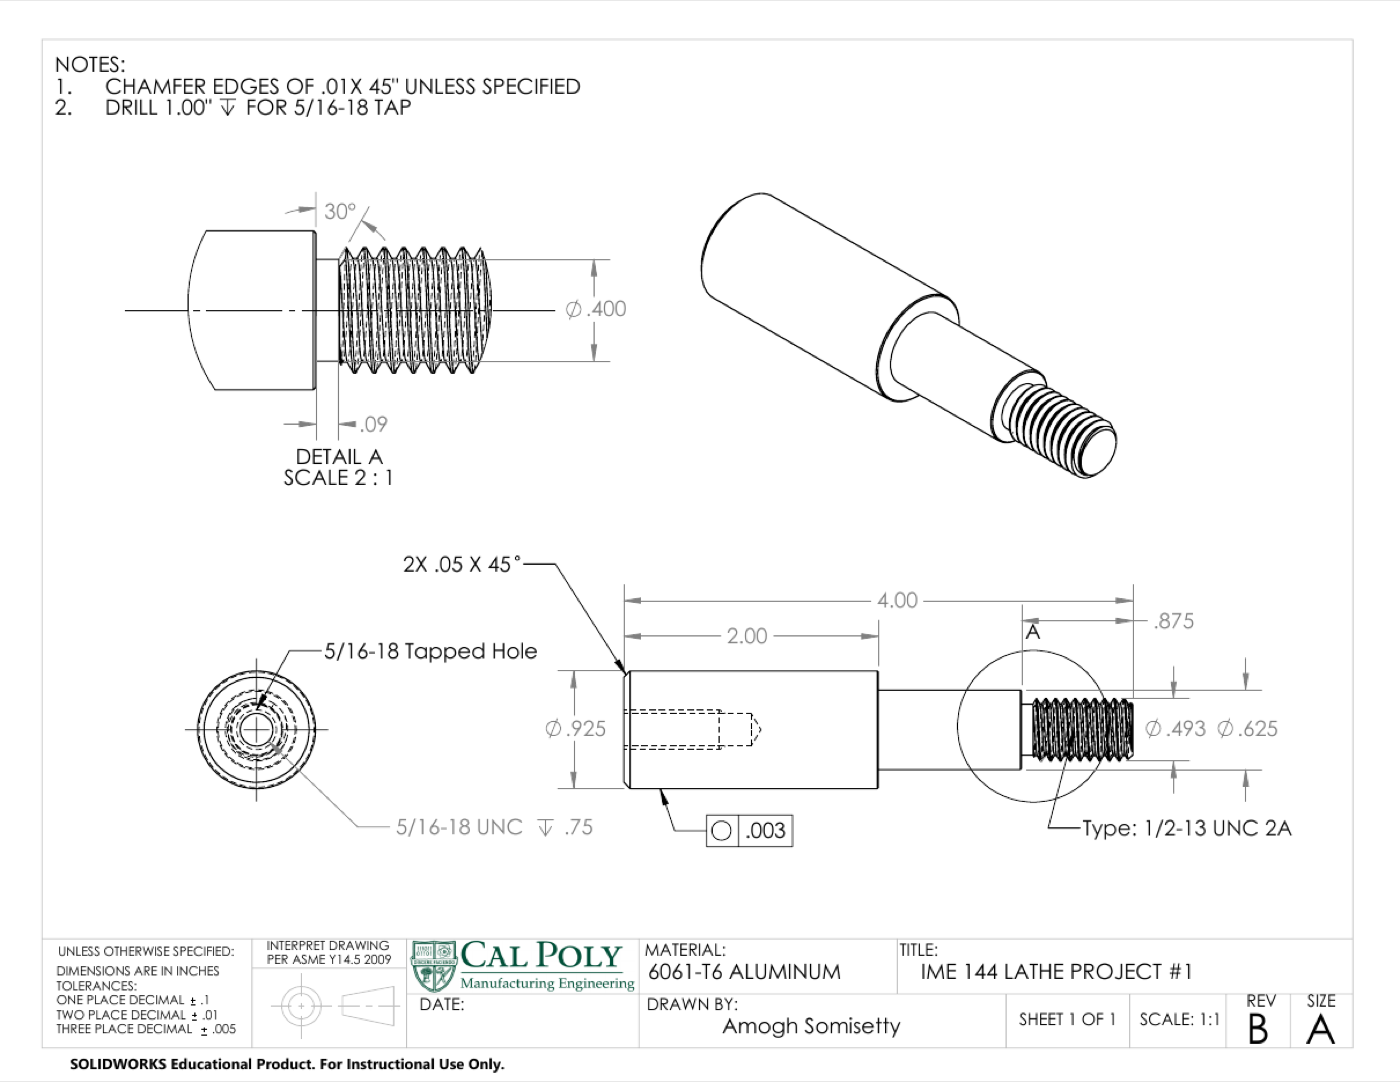 NOTES:
1. CHAMFER EDGES OF .01X 45" UNLESS SPECIFIED
2. DRILL 1.00" ↧ FOR 5/16-18 TAP
30°
⌀.400
.09
DETAIL A
SCALE 2 : 1
2X .05 X 45°
4.00
.875
2.00
A
5/16-18 Tapped Hole
⌀.925
⌀.493
⌀.625
5/16-18 UNC ↧ .75
○ .003
Type: 1/2-13 UNC 2A
UNLESS OTHERWISE SPECIFIED:
DIMENSIONS ARE IN INCHES
TOLERANCES:
ONE PLACE DECIMAL ± .1
TWO PLACE DECIMAL ± .01
THREE PLACE DECIMAL ± .005
INTERPRET DRAWING
PER ASME Y14.5 2009
CAL POLY
Manufacturing Engineering
DATE:
MATERIAL:
6061-T6 ALUMINUM
TITLE:
IME 144 LATHE PROJECT #1
DRAWN BY:
Amogh Somisetty
SHEET 1 OF 1
SCALE: 1:1
REV
B
SIZE
A
SOLIDWORKS Educational Product. For Instructional Use Only.